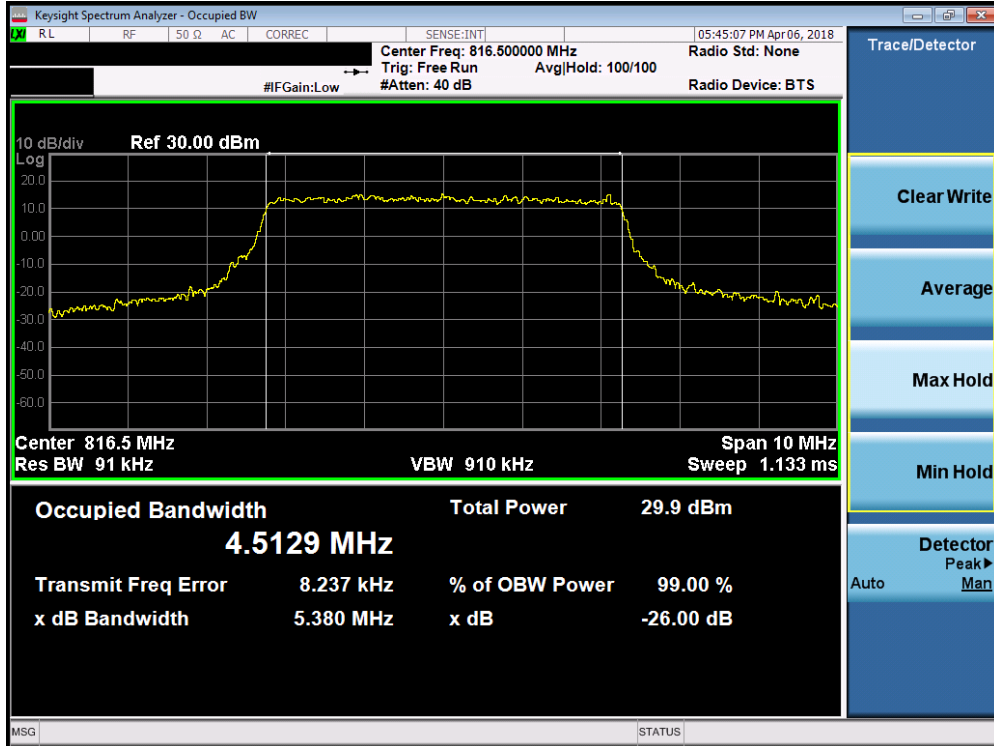 Keysight Spectrum Analyzer - Occupied BW
LXI RL RF 50 Ω AC CORREC SENSE:INT 05:45:07 PM Apr 06, 2018
Center Freq: 816.500000 MHz Radio Std: None
Trig: Free Run Avg|Hold: 100/100
#IFGain:Low #Atten: 40 dB Radio Device: BTS
10 dB/div Ref 30.00 dBm
Log
20.0
10.0
0.00
-10.0
-20.0
-30.0
-40.0
-50.0
-60.0
Center 816.5 MHz Span 10 MHz
Res BW 91 kHz VBW 910 kHz Sweep 1.133 ms
Occupied Bandwidth Total Power 29.9 dBm
4.5129 MHz
Transmit Freq Error 8.237 kHz % of OBW Power 99.00 %
x dB Bandwidth 5.380 MHz x dB -26.00 dB
MSG STATUS
Trace/Detector
Clear Write
Average
Max Hold
Min Hold
Detector
Peak▶
Auto Man